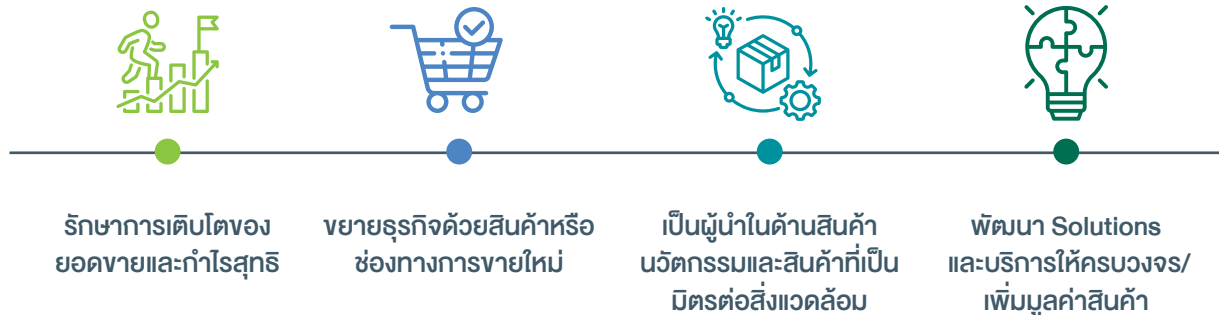 รักษาการเติบโตของ
ยอดขายและกำไรสุทธิ
ขยายธุรกิจด้วยสินค้าหรือ
ช่องทางการขายใหม่
เป็นผู้นำในด้านสินค้า
นวัตกรรมและสินค้าที่เป็น
มิตรต่อสิ่งแวดล้อม
พัฒนา Solutions
และบริการให้ครบวงจร/
เพิ่มมูลค่าสินค้า